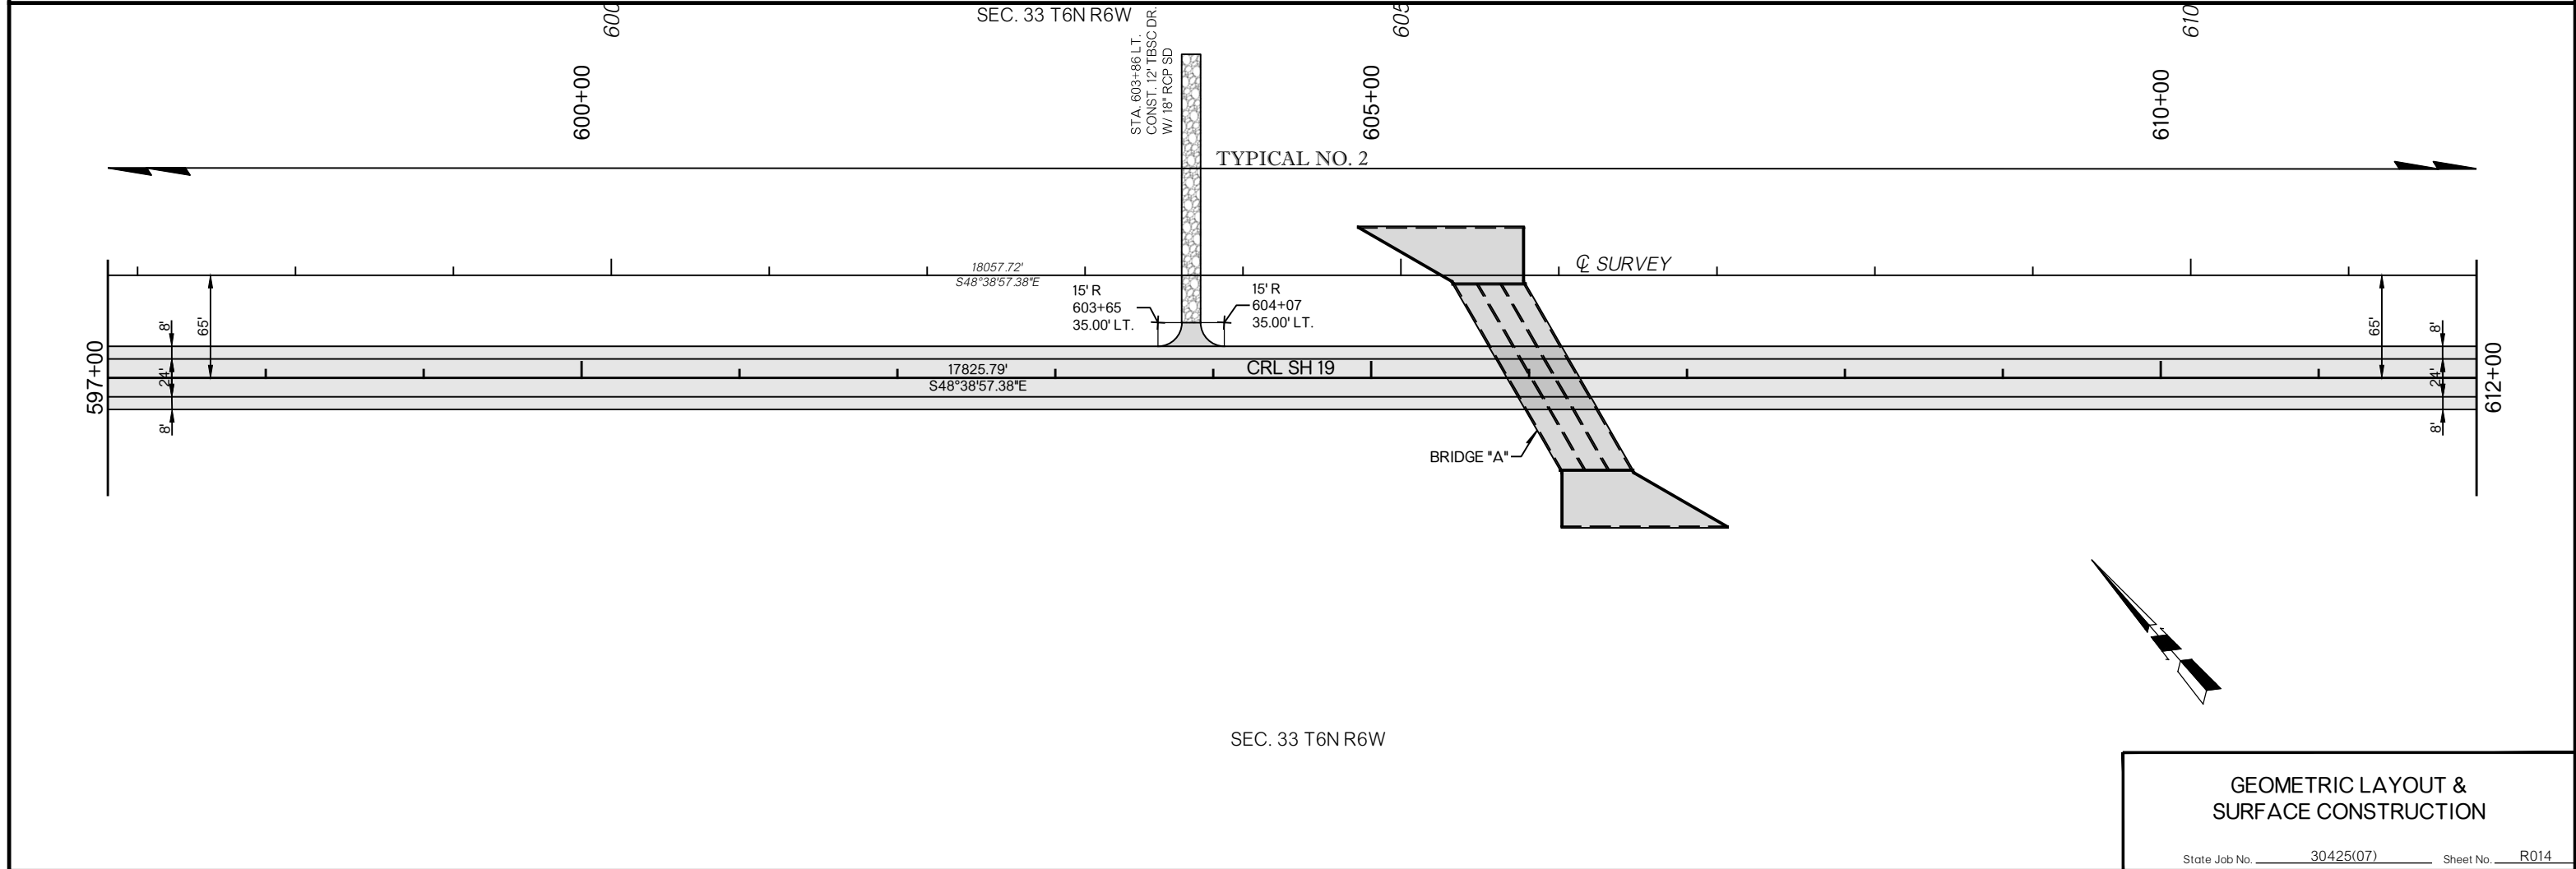 SEC. 33 T6N R6W
600
605
610
STA. 603+86 LT.
CONST. 12' TBSC DR.
W/ 18" RCP SD
600+00
605+00
610+00
TYPICAL NO. 2
18057.72'
S48°38'57.38"E
℄ SURVEY
15' R
603+65
35.00' LT.
15' R
604+07
35.00' LT.
8'
65'
24'
8'
597+00
17825.79'
S48°38'57.38"E
CRL SH 19
65'
8'
24'
8'
612+00
BRIDGE "A"
SEC. 33 T6N R6W
GEOMETRIC LAYOUT &
SURFACE CONSTRUCTION
State Job No. 30425(07) Sheet No. R014